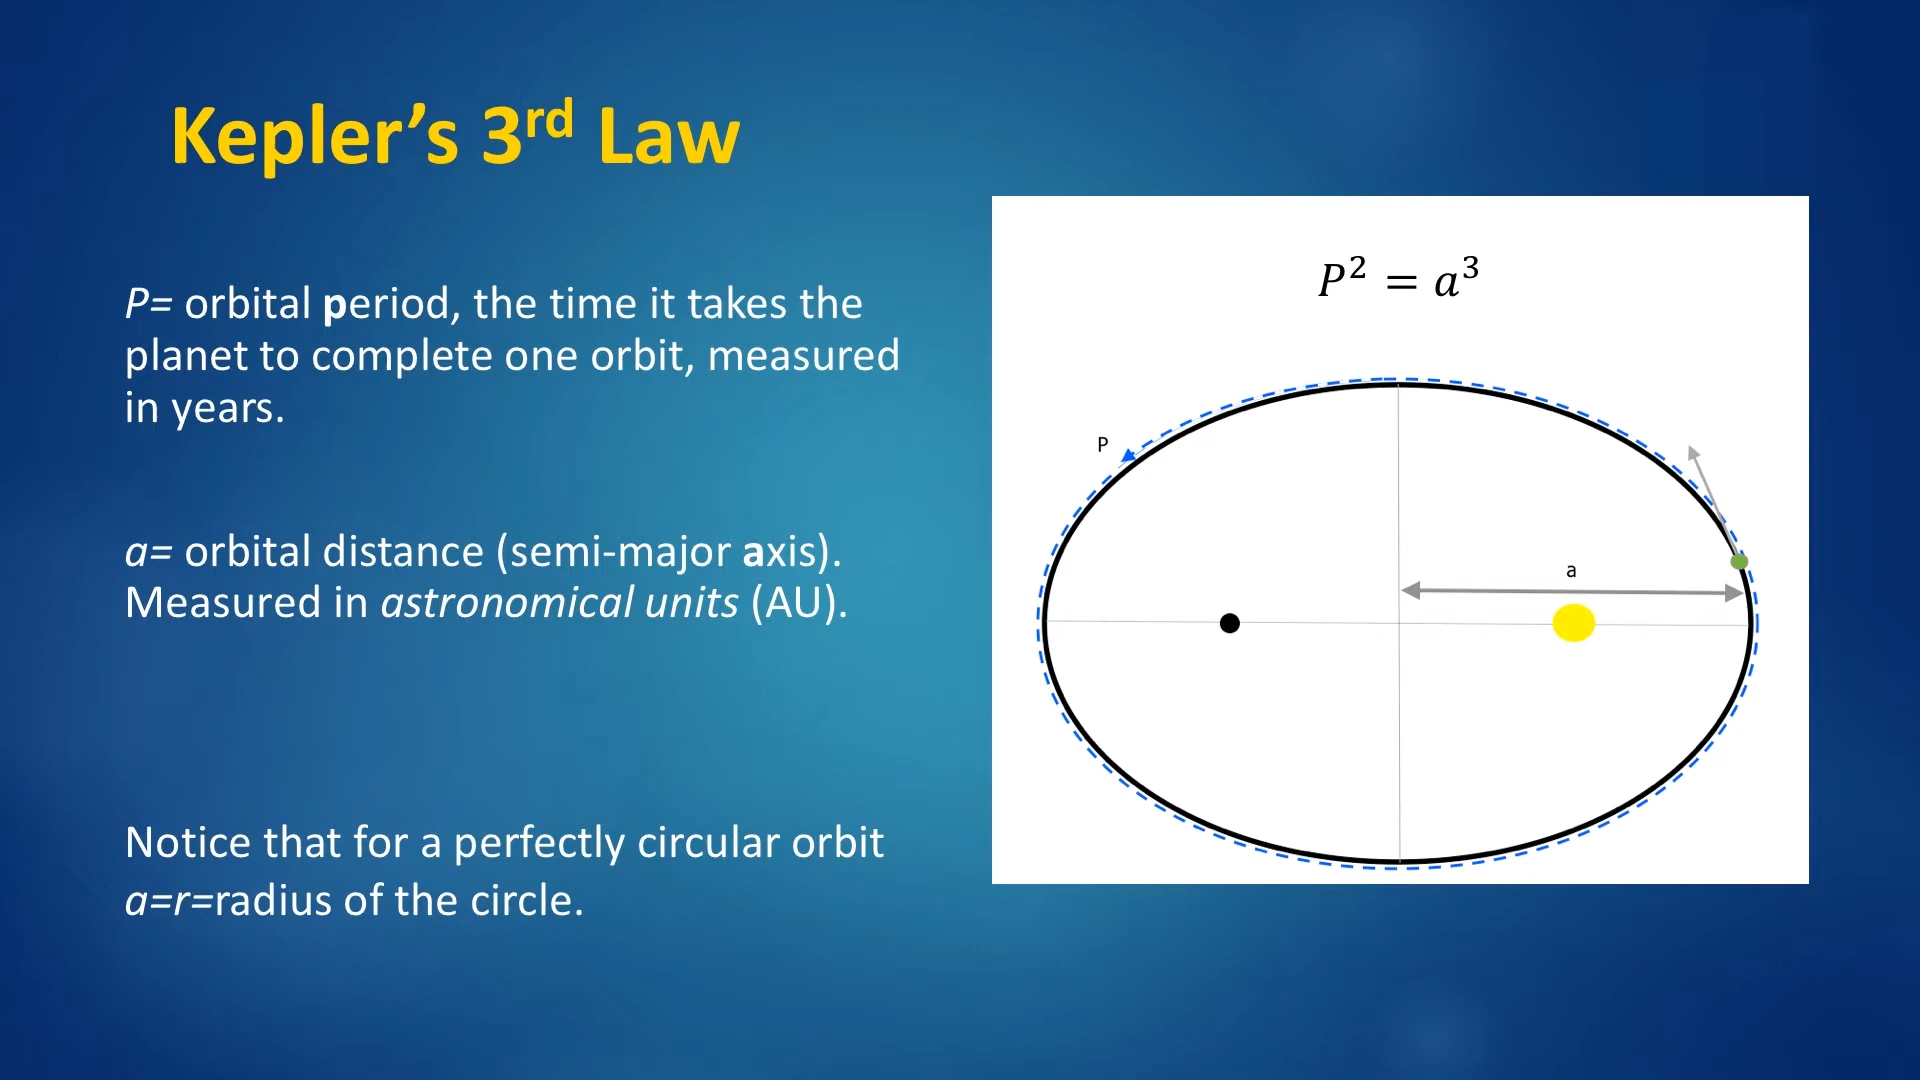 Kepler’s 3rd Law
P= orbital period, the time it takes the
planet to complete one orbit, measured
in years.
a= orbital distance (semi-major axis).
Measured in astronomical units (AU).
Notice that for a perfectly circular orbit
a=r=radius of the circle.
P² = a³
P
a